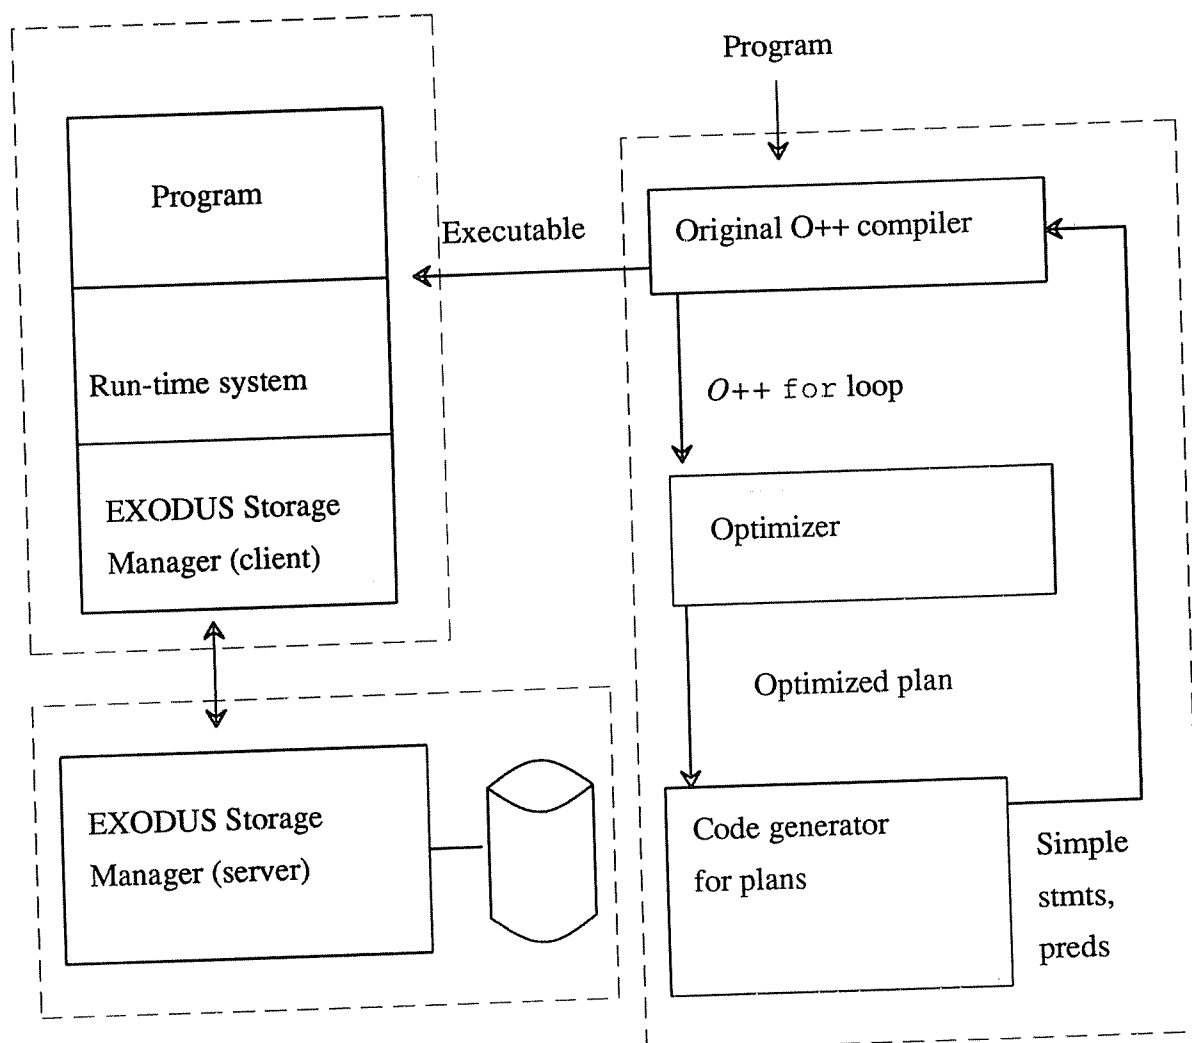 Program
Program
Executable
Original O++ compiler
Run-time system
O++ for loop
EXODUS Storage
Manager (client)
Optimizer
Optimized plan
EXODUS Storage
Manager (server)
Code generator
for plans
Simple
stmts,
preds